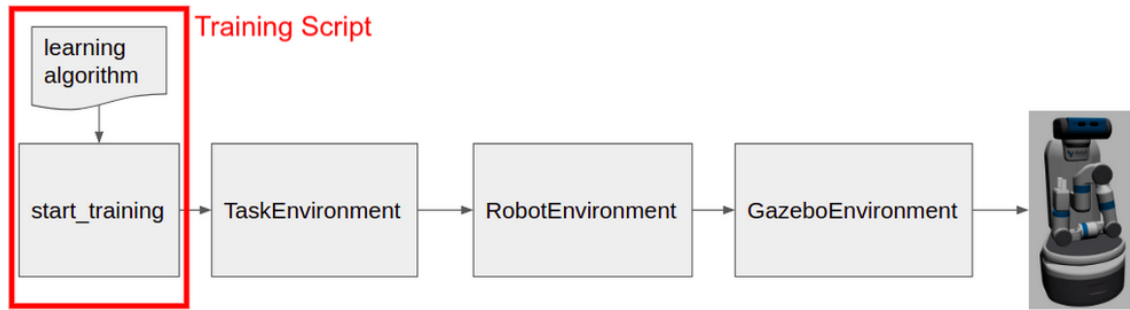 Training Script
learning
algorithm
start_training
TaskEnvironment
RobotEnvironment
GazeboEnvironment